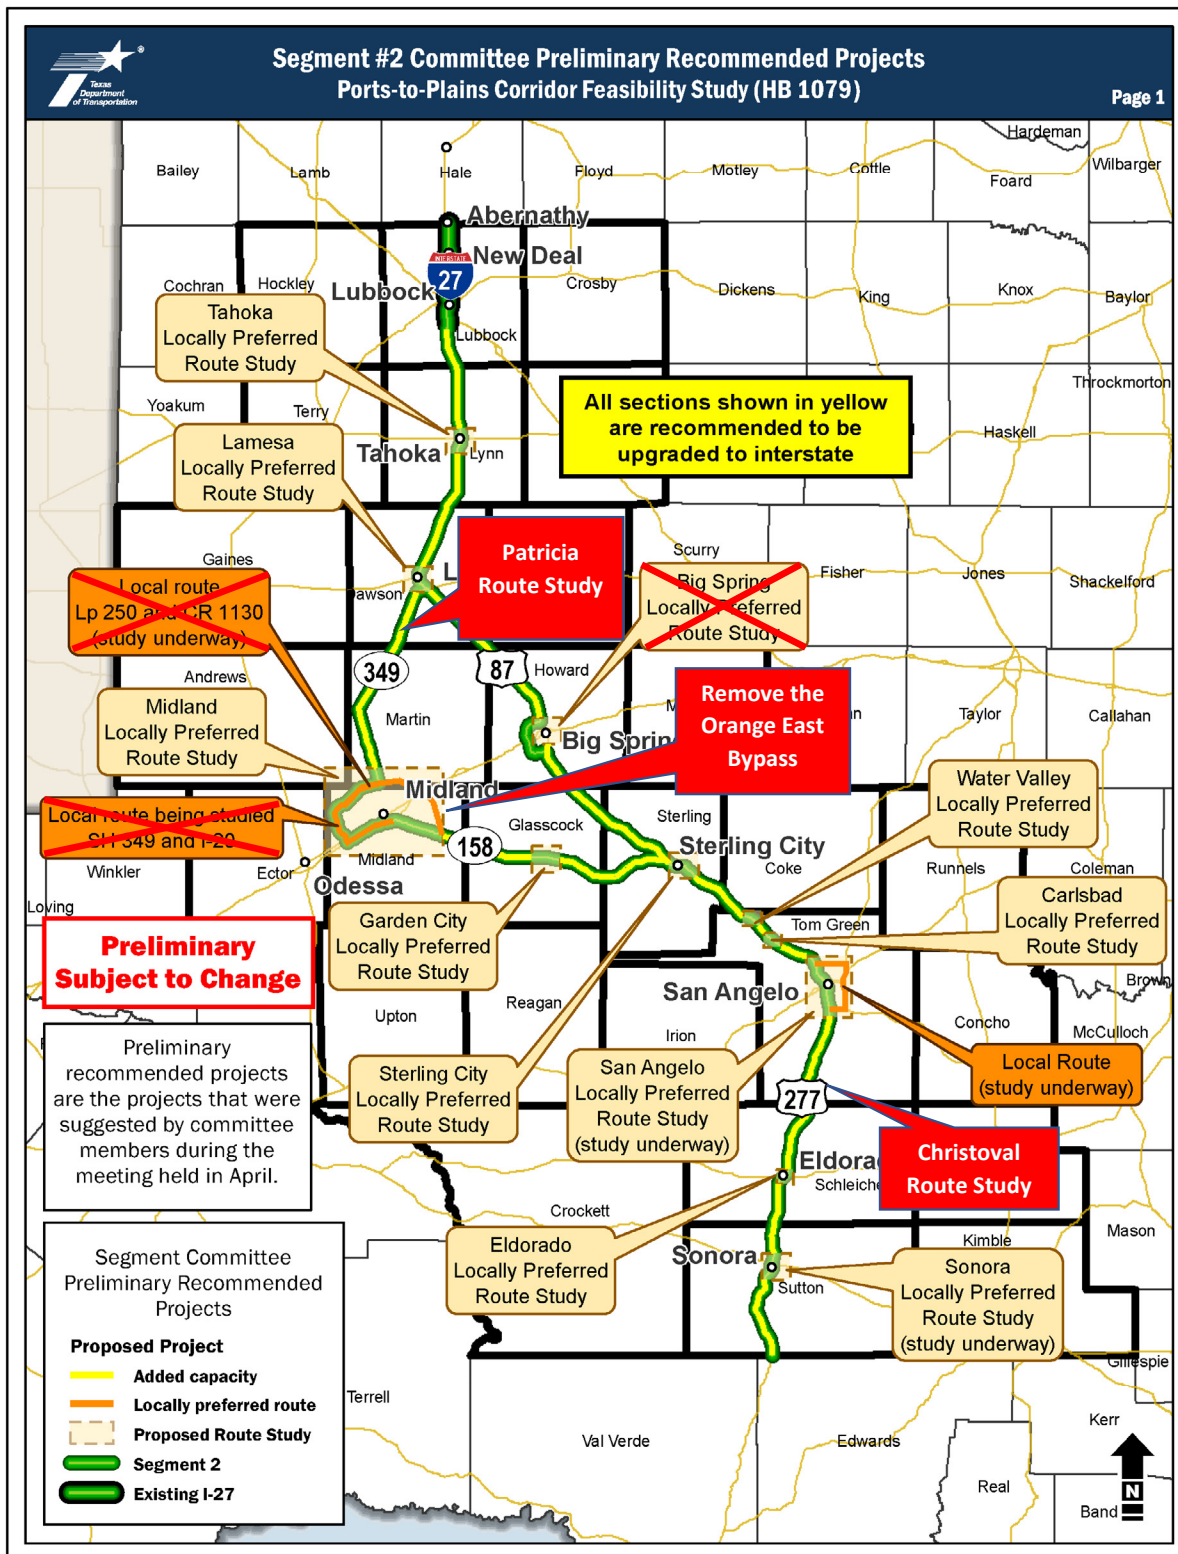 Texas
Department
of Transportation
®
Segment #2 Committee Preliminary Recommended Projects
Ports-to-Plains Corridor Feasibility Study (HB 1079)
Page 1
Hardeman
Bailey
Lamb
Hale
Floyd
Motley
Cottle
Foard
Wilbarger
Abernathy
New Deal
INTERSTATE
27
Lubbock
Cochran
Hockley
Crosby
Dickens
King
Knox
Baylor
Tahoka
Locally Preferred
Route Study
Lubbock
Throckmorton
Yoakum
Terry
All sections shown in yellow
are recommended to be
upgraded to interstate
Haskell
Lamesa
Locally Preferred
Route Study
Tahoka
Lynn
Gaines
Patricia
Route Study
Scurry
Fisher
Jones
Shackelford
Local route
Lp 250 and CR 1130
(study underway)
Dawson
L
Big Spring
Locally Preferred
Route Study
349
87
Howard
Andrews
Midland
Locally Preferred
Route Study
Martin
Remove the
Orange East
Bypass
M
an
Taylor
Callahan
Big Spring
Midland
Water Valley
Locally Preferred
Route Study
Local route being studied
SH 349 and I-20
Glasscock
Sterling
Sterling City
158
Midland
Winkler
Ector
Odessa
Coke
Runnels
Coleman
Loving
Carlsbad
Locally Preferred
Route Study
Garden City
Locally Preferred
Route Study
Tom Green
Preliminary
Subject to Change
San Angelo
Brown
Reagan
Upton
Irion
Concho
McCulloch
Preliminary
recommended projects
are the projects that were
suggested by committee
members during the
meeting held in April.
Sterling City
Locally Preferred
Route Study
San Angelo
Locally Preferred
Route Study
(study underway)
Local Route
(study underway)
277
Christoval
Route Study
Eldorad
Schleiche
Crockett
Mason
Kimble
Eldorado
Locally Preferred
Route Study
Sonora
Sutton
Sonora
Locally Preferred
Route Study
(study underway)
Gillespie
Segment Committee
Preliminary Recommended
Projects
Proposed Project
Added capacity
Locally preferred route
Proposed Route Study
Segment 2
Existing I-27
Terrell
Val Verde
Edwards
Kerr
Real
Band
N